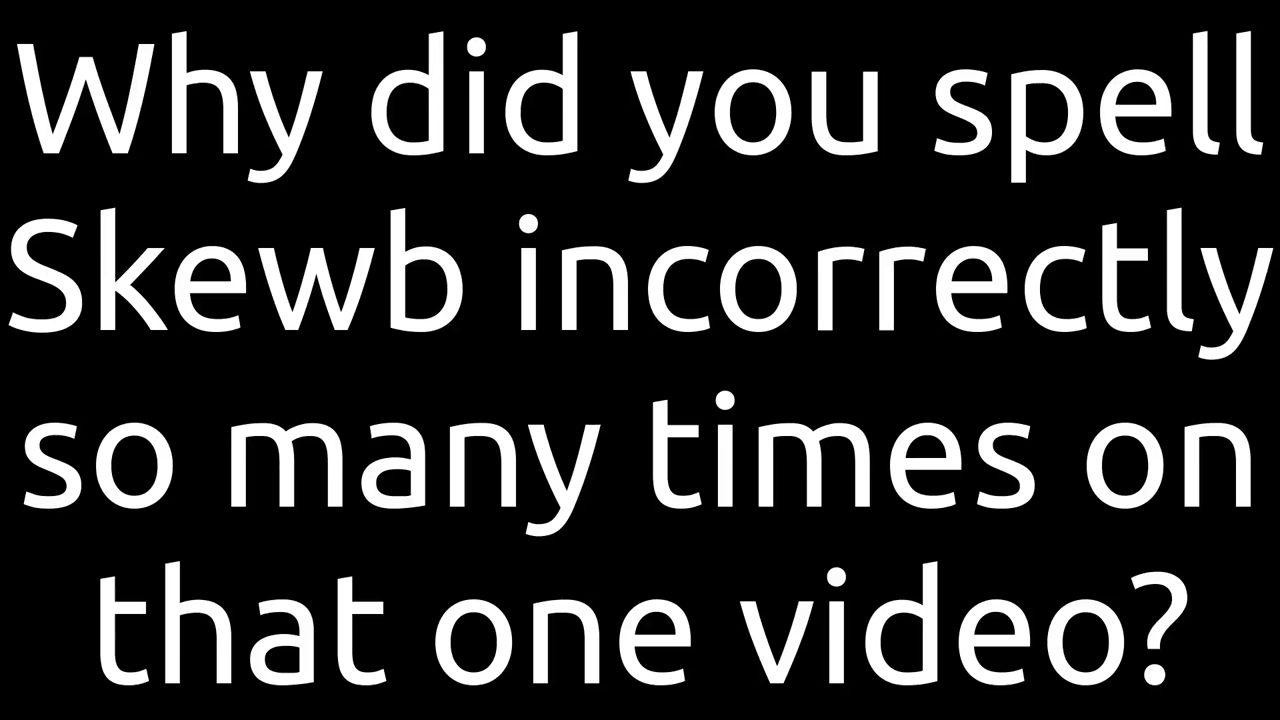 Why did you spell
Skewb incorrectly
so many times on
that one video?